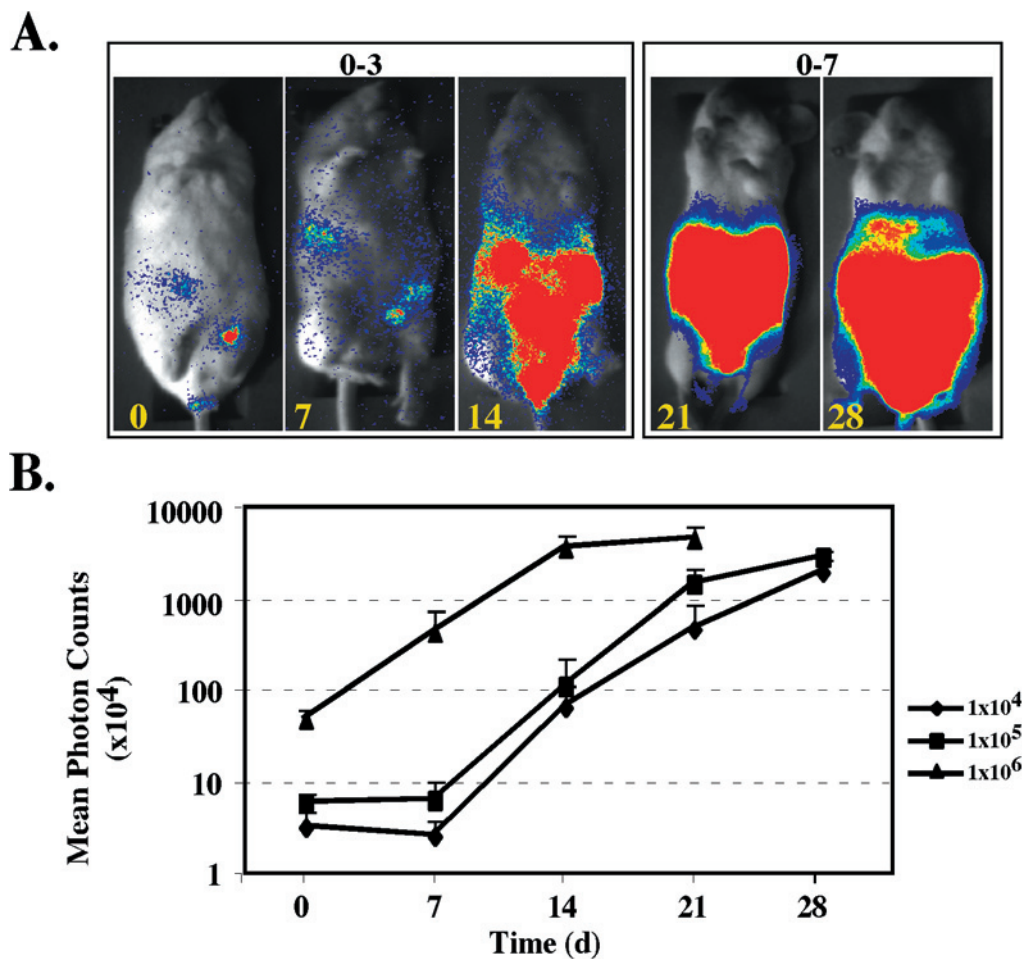 A.
0-3
0-7
0
7
14
21
28
B.
Mean Photon Counts
(x10⁴)
10000
1000
100
10
1
0
7
14
21
28
Time (d)
1x10⁴
1x10⁵
1x10⁶